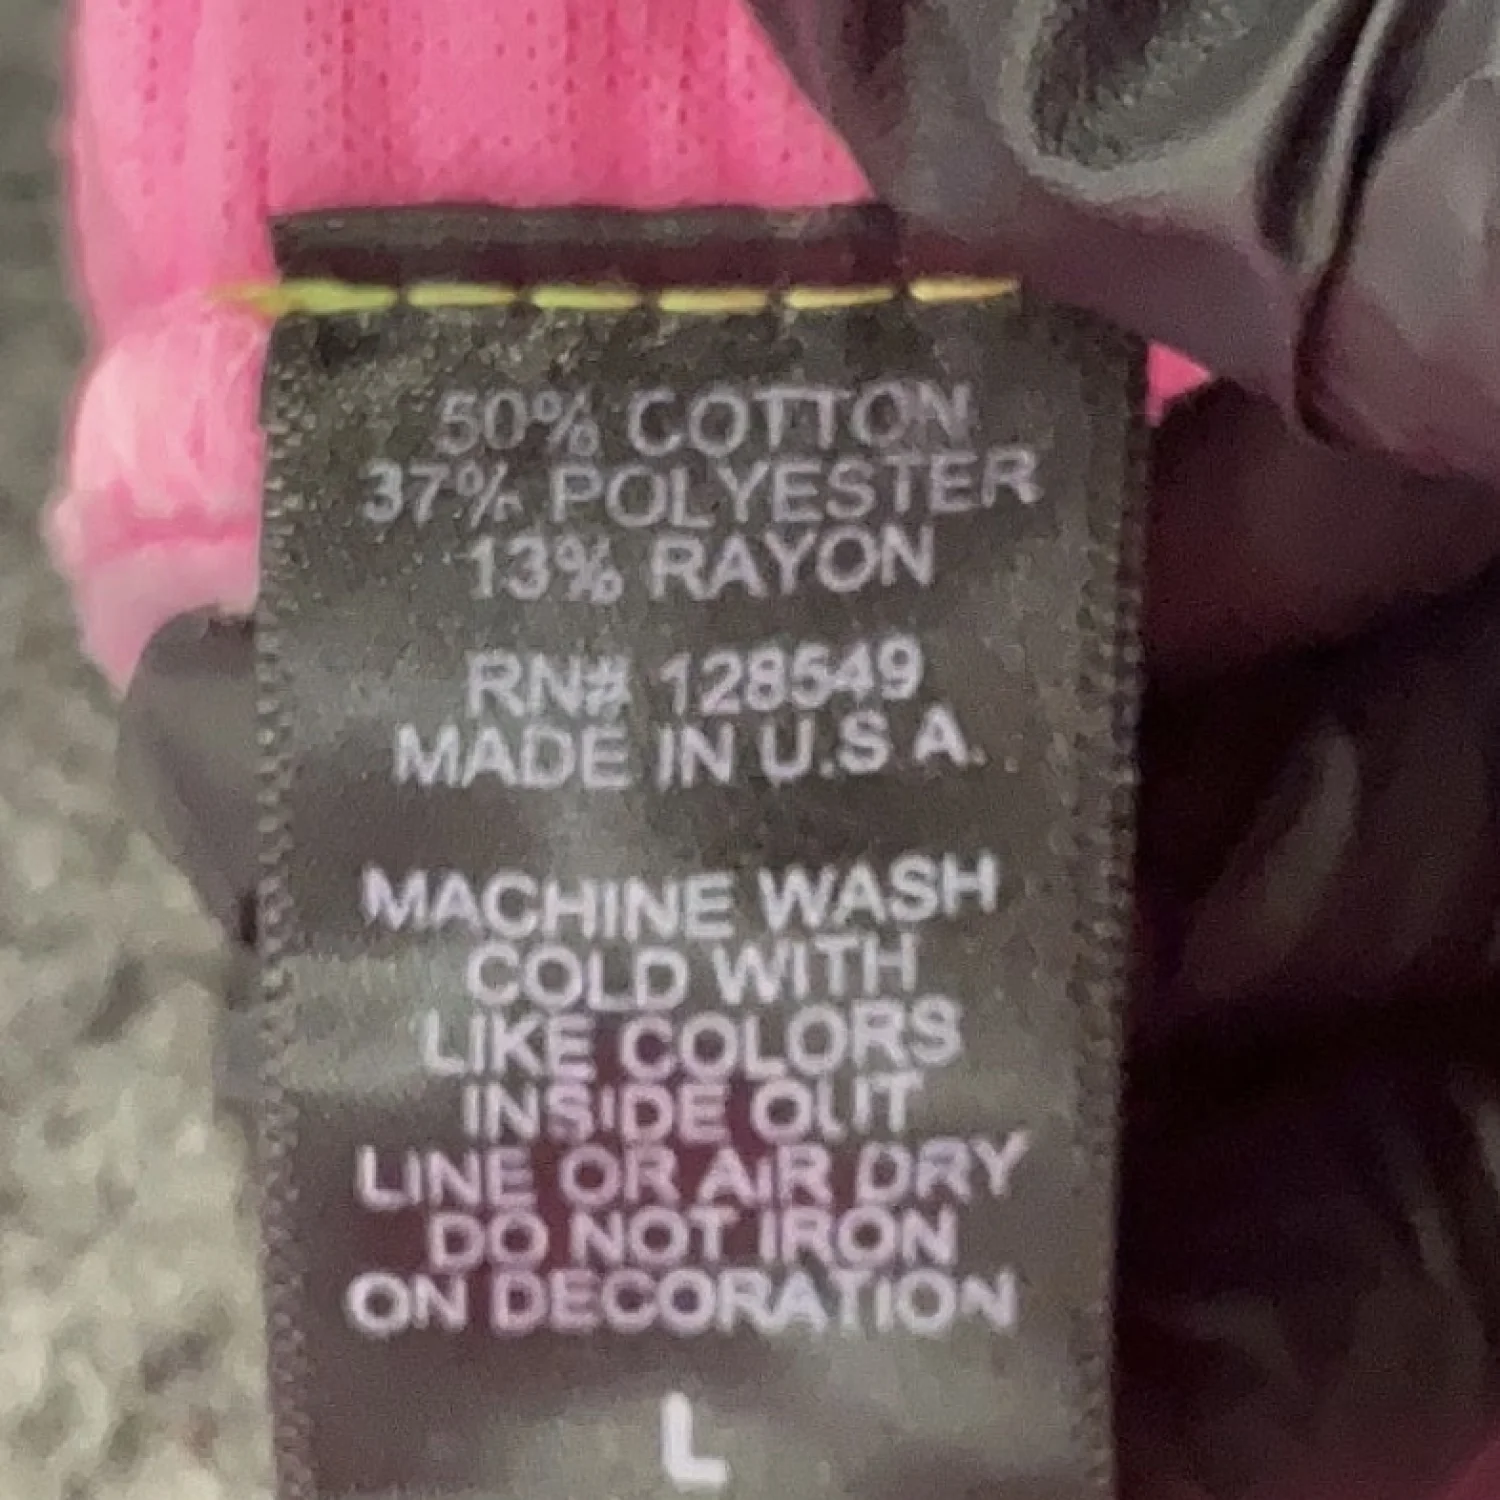 50% COTTON
37% POLYESTER
13% RAYON
RN# 128549
MADE IN U.S.A.
MACHINE WASH
COLD WITH
LIKE COLORS
INSIDE OUT
LINE OR AIR DRY
DO NOT IRON
ON DECORATION
L